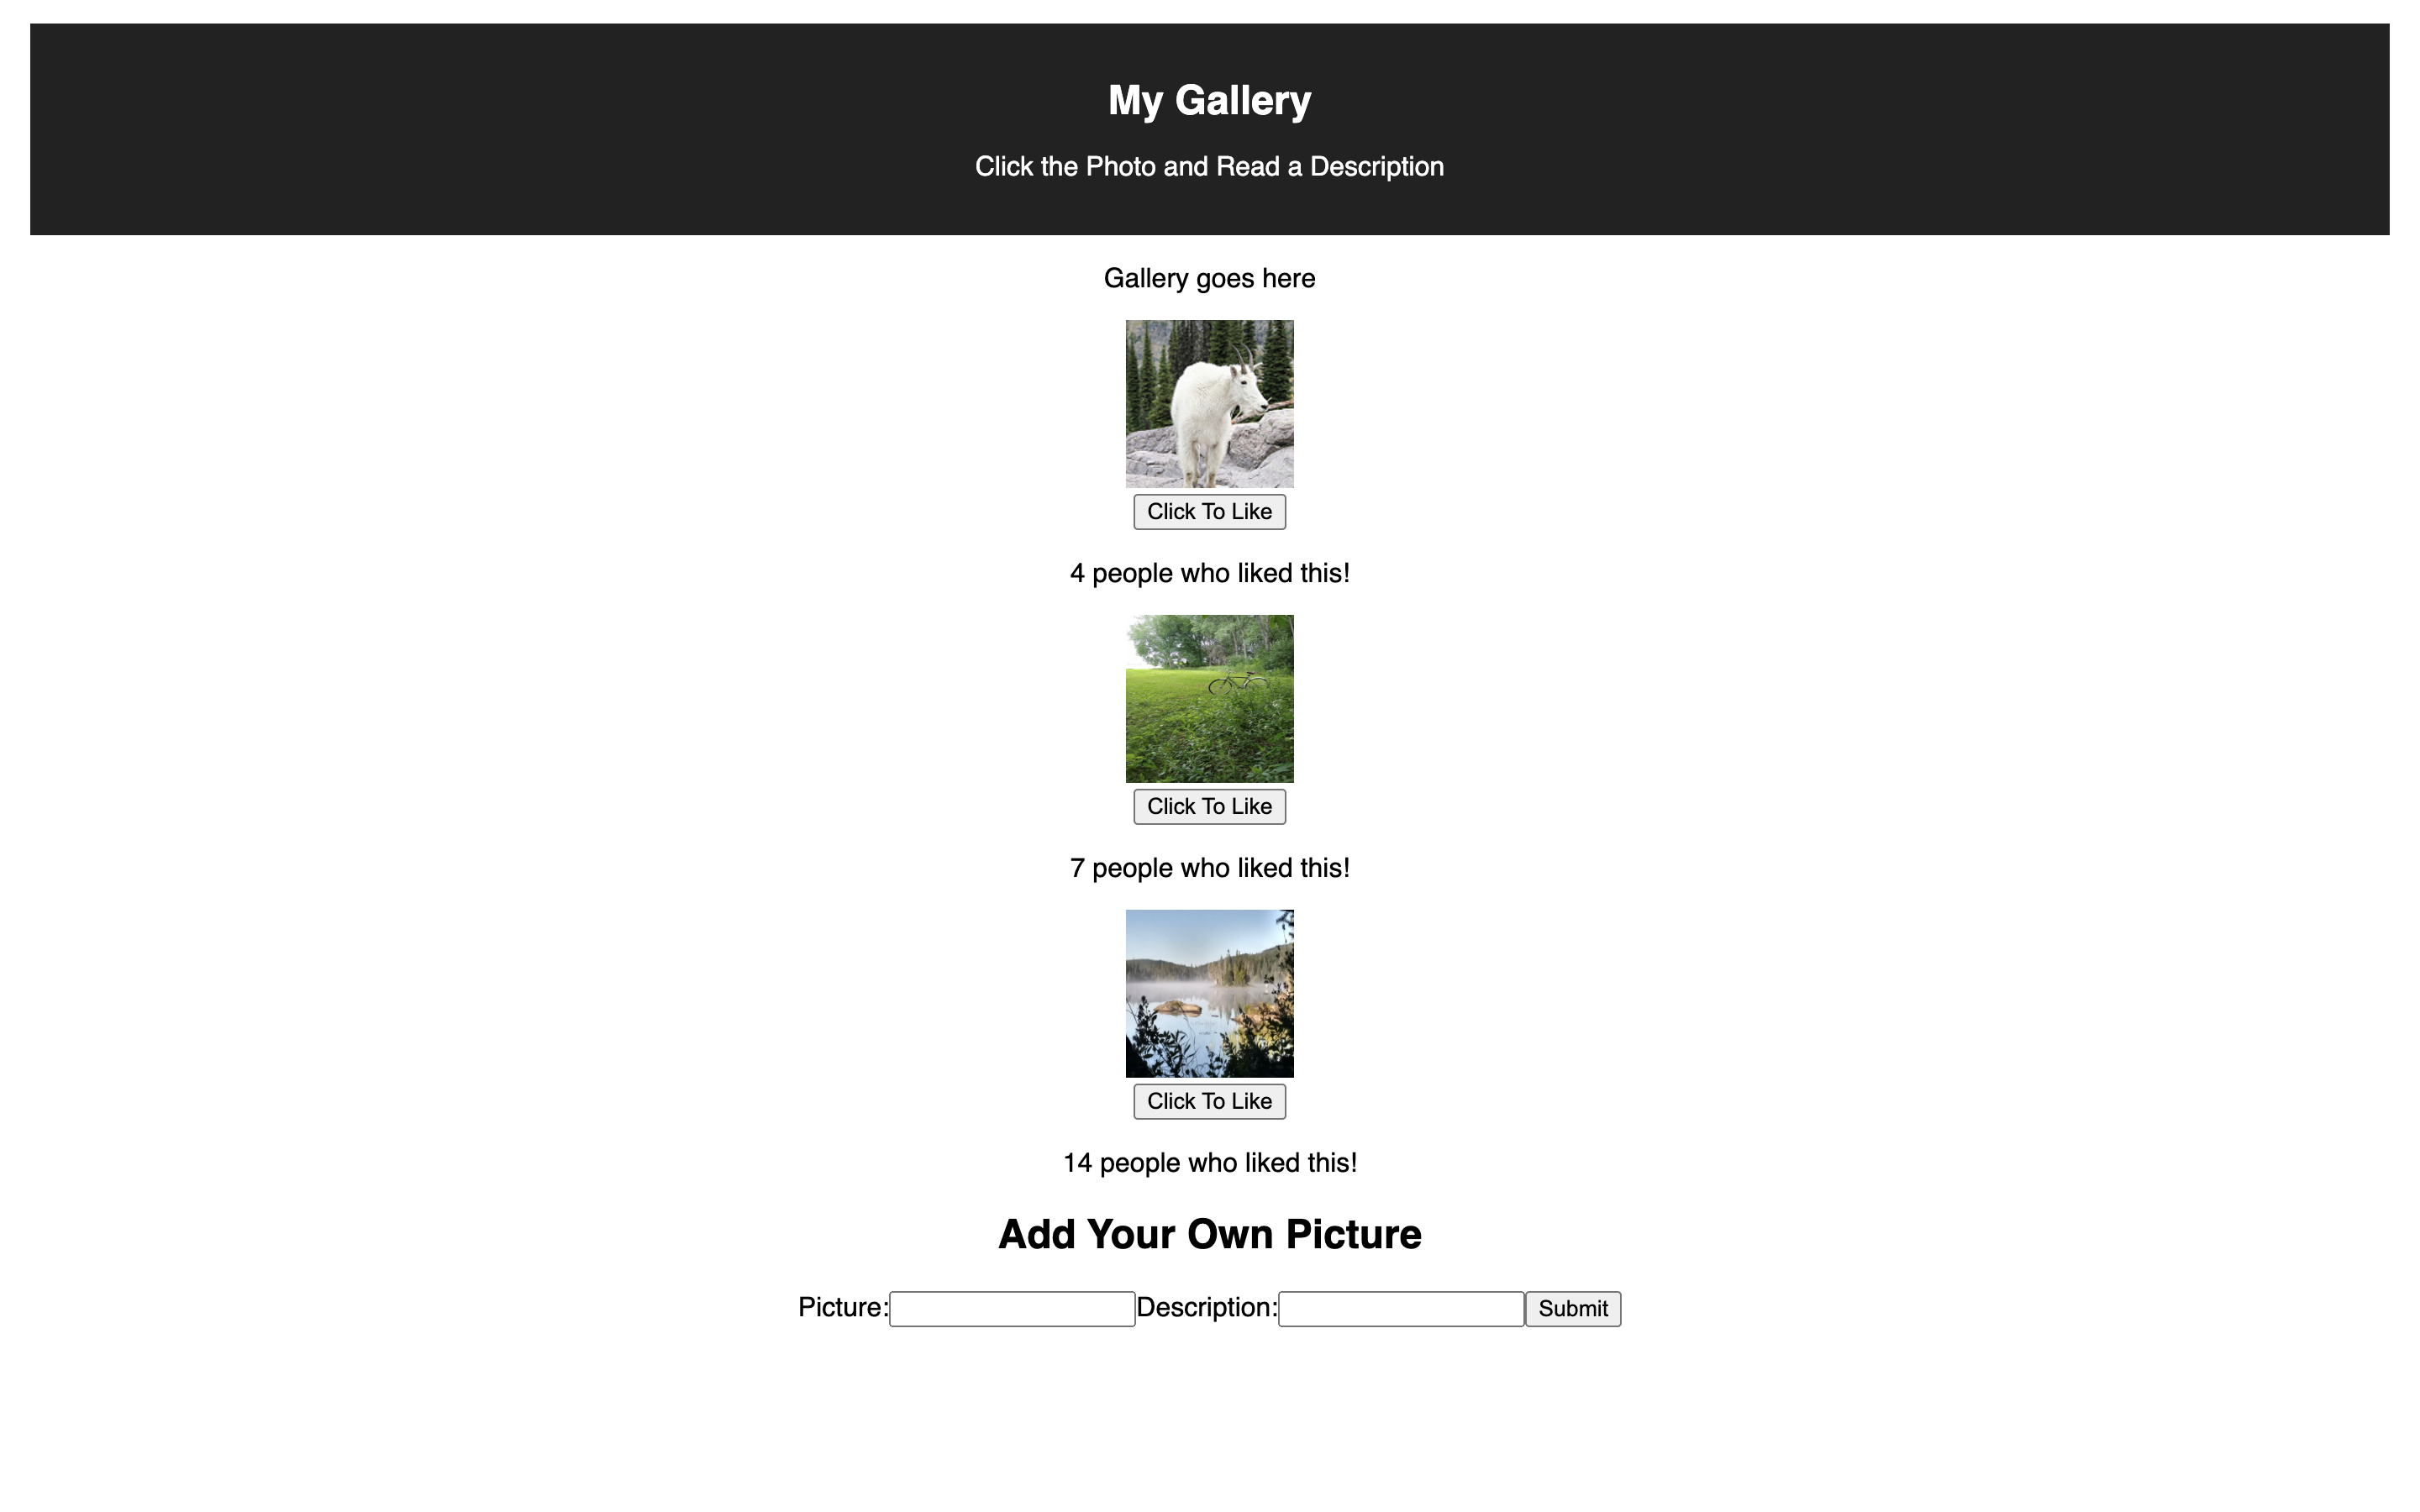 My Gallery
Click the Photo and Read a Description
Gallery goes here
Click To Like
4 people who liked this!
Click To Like
7 people who liked this!
Click To Like
14 people who liked this!
Add Your Own Picture
Picture: Description: Submit